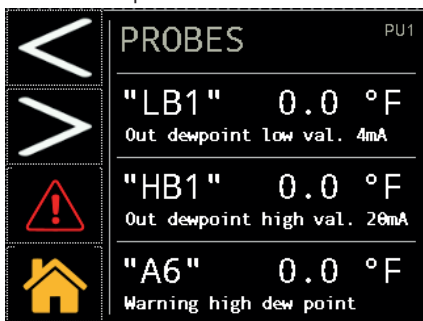 PROBES
PU1
"LB1" 0.0 °F
Out dewpoint low val. 4mA
"HB1" 0.0 °F
Out dewpoint high val. 20mA
"A6" 0.0 °F
Warning high dew point